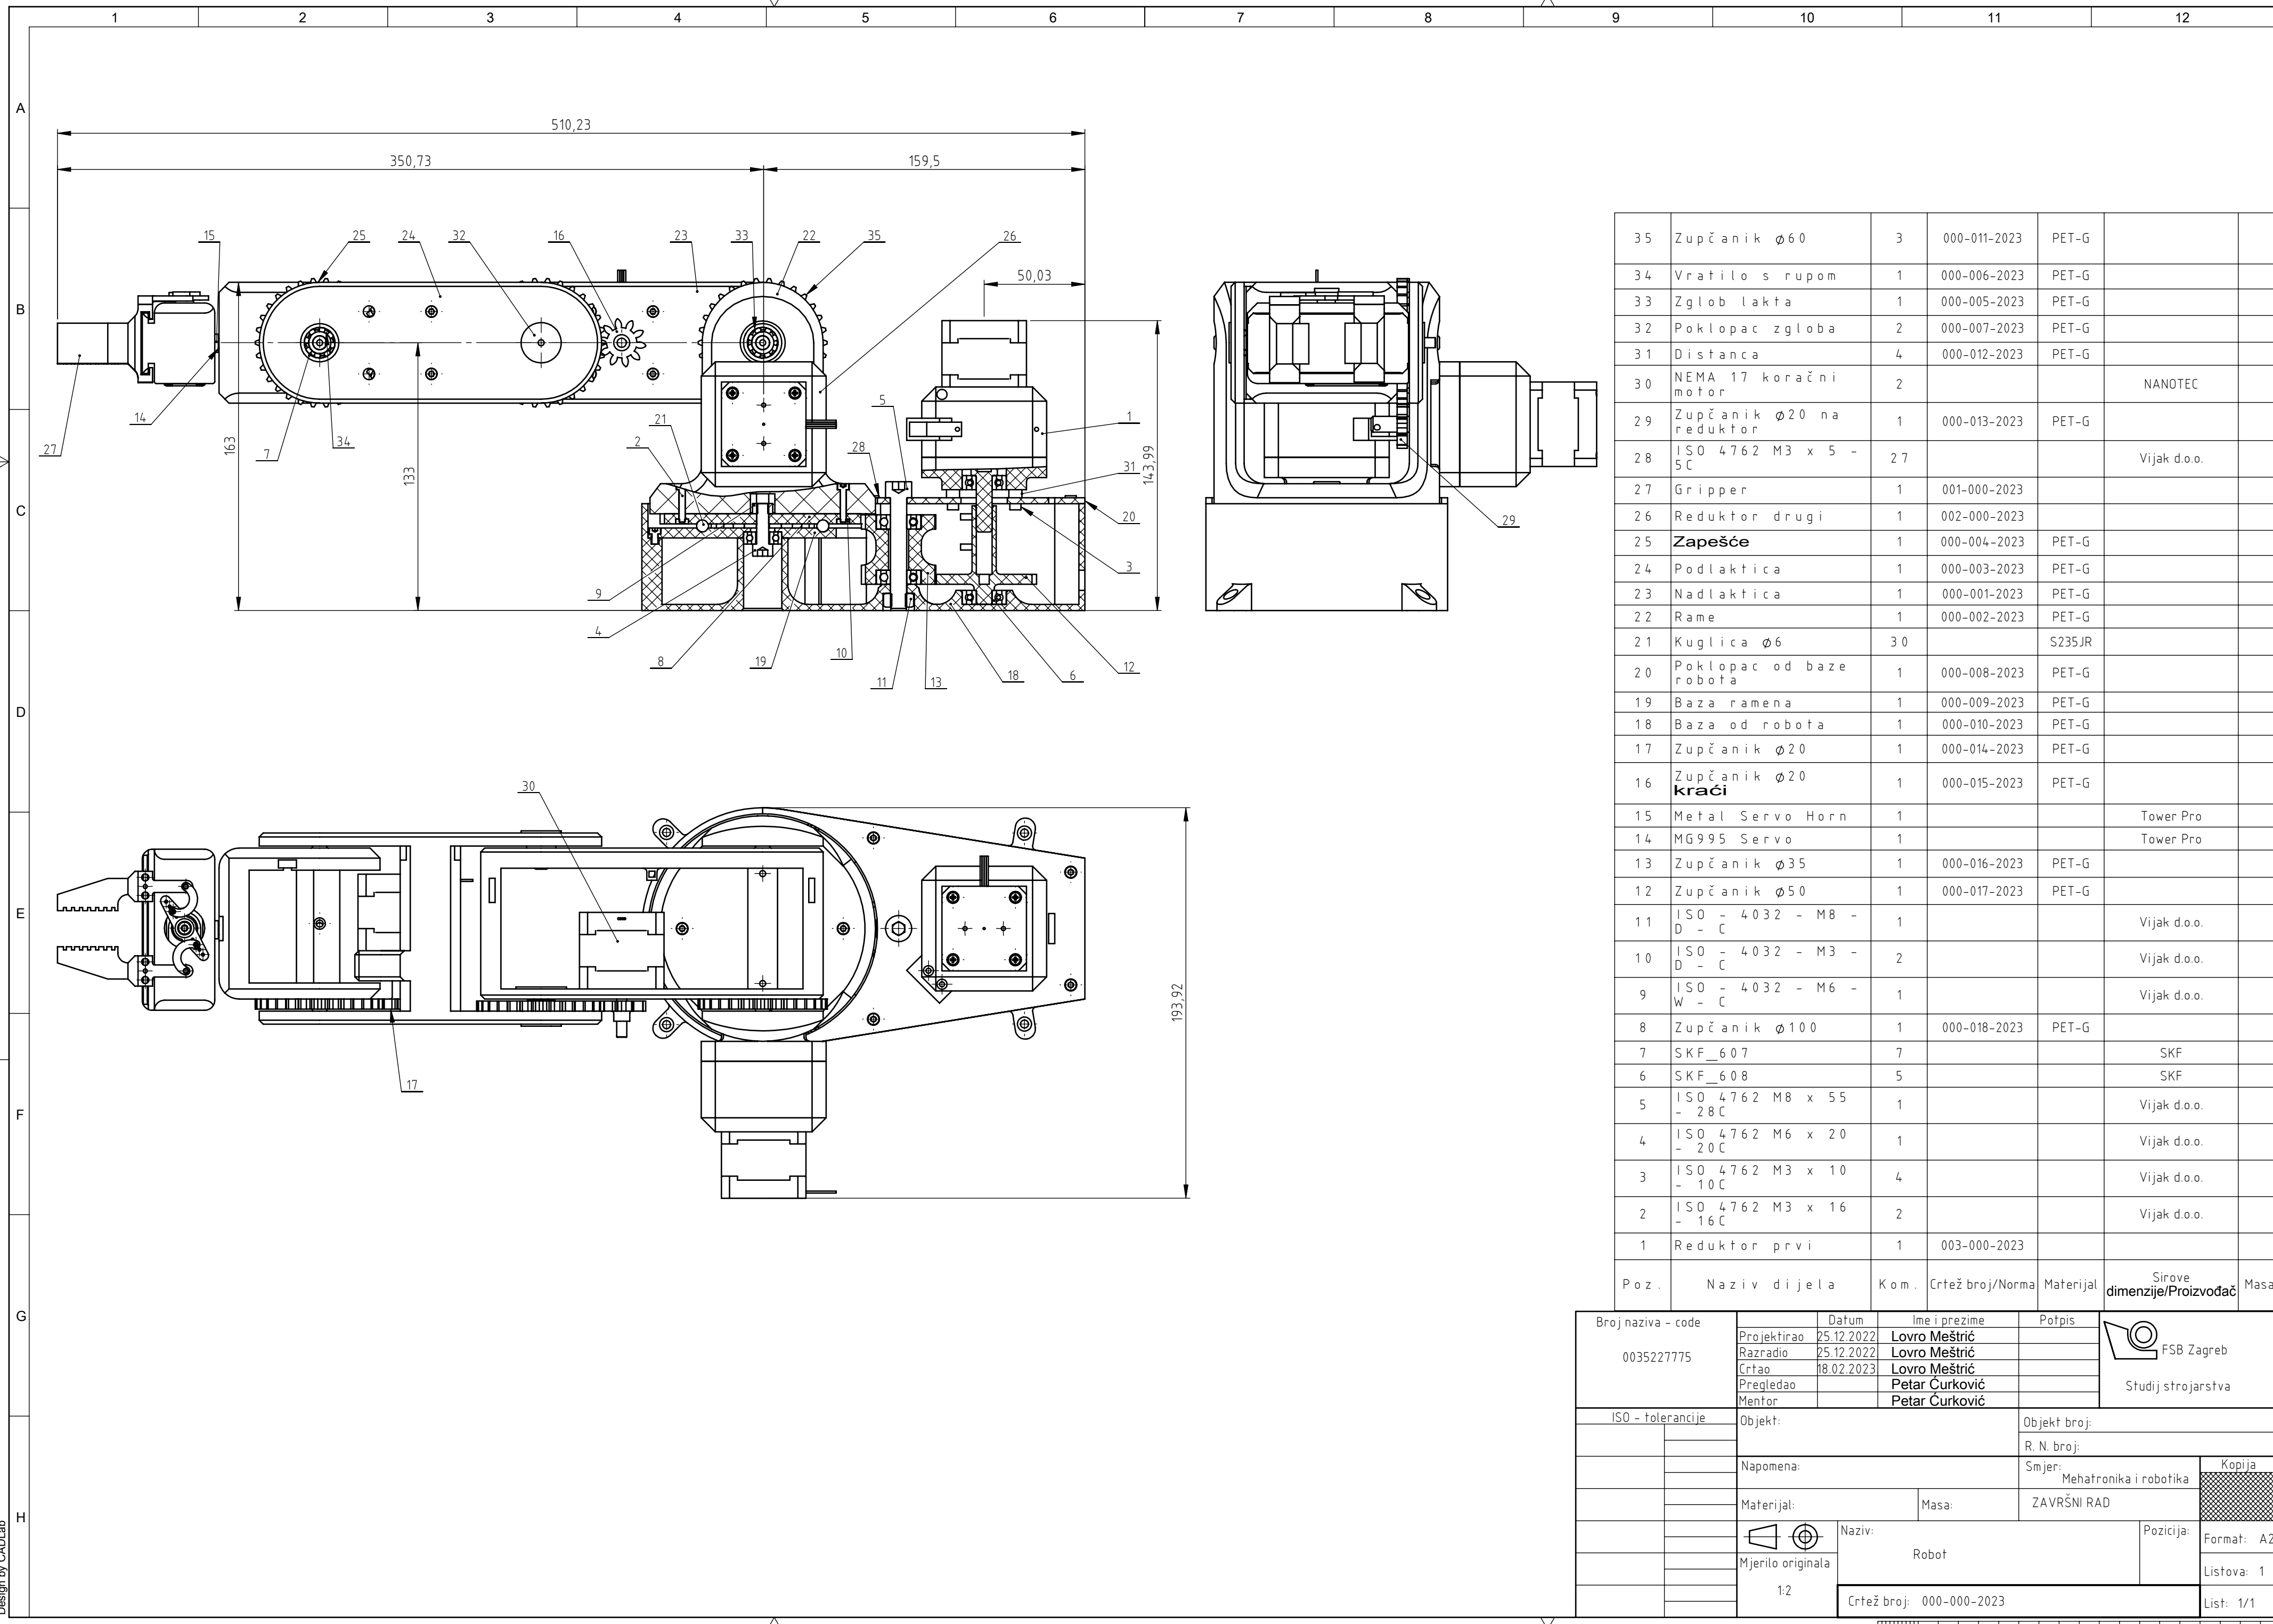 1 2 3 4 5 6 7 8 9 10 11 12
A
B
C
D
E
F
G
H
510,23
350,73
159,5
15
25
24
32
16
23
33
22
35
26
50,03
163
133
143,99
14
27
7
34
21
2
28
5
1
31
20
3
9
4
8
19
10
11
13
18
6
12
29
30
17
193,92
35 Zupčanik ⌀60 3 000-011-2023 PET-G
34 Vratilo s rupom 1 000-006-2023 PET-G
33 Zglob lakta 1 000-005-2023 PET-G
32 Poklopac zgloba 2 000-007-2023 PET-G
31 Distanca 4 000-012-2023 PET-G
30 NEMA 17 koračni
motor 2 NANOTEC
29 Zupčanik ⌀20 na
reduktor 1 000-013-2023 PET-G
28 ISO 4762 M3 x 5 -
5C 27 Vijak d.o.o.
27 Gripper 1 001-000-2023
26 Reduktor drugi 1 002-000-2023
25 Zapešće 1 000-004-2023 PET-G
24 Podlaktica 1 000-003-2023 PET-G
23 Nadlaktica 1 000-001-2023 PET-G
22 Rame 1 000-002-2023 PET-G
21 Kuglica ⌀6 30 S235JR
20 Poklopac od baze
robota 1 000-008-2023 PET-G
19 Baza ramena 1 000-009-2023 PET-G
18 Baza od robota 1 000-010-2023 PET-G
17 Zupčanik ⌀20 1 000-014-2023 PET-G
16 Zupčanik ⌀20
kraći 1 000-015-2023 PET-G
15 Metal Servo Horn 1 Tower Pro
14 MG995 Servo 1 Tower Pro
13 Zupčanik ⌀35 1 000-016-2023 PET-G
12 Zupčanik ⌀50 1 000-017-2023 PET-G
11 ISO - 4032 - M8 -
D - C 1 Vijak d.o.o.
10 ISO - 4032 - M3 -
D - C 2 Vijak d.o.o.
9 ISO - 4032 - M6 -
W - C 1 Vijak d.o.o.
8 Zupčanik ⌀100 1 000-018-2023 PET-G
7 SKF_607 7 SKF
6 SKF_608 5 SKF
5 ISO 4762 M8 x 55
- 28C 1 Vijak d.o.o.
4 ISO 4762 M6 x 20
- 20C 1 Vijak d.o.o.
3 ISO 4762 M3 x 10
- 10C 4 Vijak d.o.o.
2 ISO 4762 M3 x 16
- 16C 2 Vijak d.o.o.
1 Reduktor prvi 1 003-000-2023
Poz. Naziv dijela Kom. Crtež broj/Norma Materijal Sirove
dimenzije/Proizvođač Masa
Broj naziva - code
0035227775
Datum Ime i prezime Potpis
Projektirao 25.12.2022 Lovro Meštrić
Razradio 25.12.2022 Lovro Meštrić
Crtao 18.02.2023 Lovro Meštrić
Pregledao Petar Ćurković
Mentor Petar Ćurković
FSB Zagreb
Studij strojarstva
ISO - tolerancije
Objekt:
Objekt broj:
R. N. broj:
Napomena:
Smjer:
Mehatronika i robotika
Kopija
Materijal:
Masa:
ZAVRŠNI RAD
Naziv:
Robot
Pozicija:
Format: A2
Mjerilo originala
1:2
Listova: 1
Crtež broj: 000-000-2023
List: 1/1
Design by CADLab